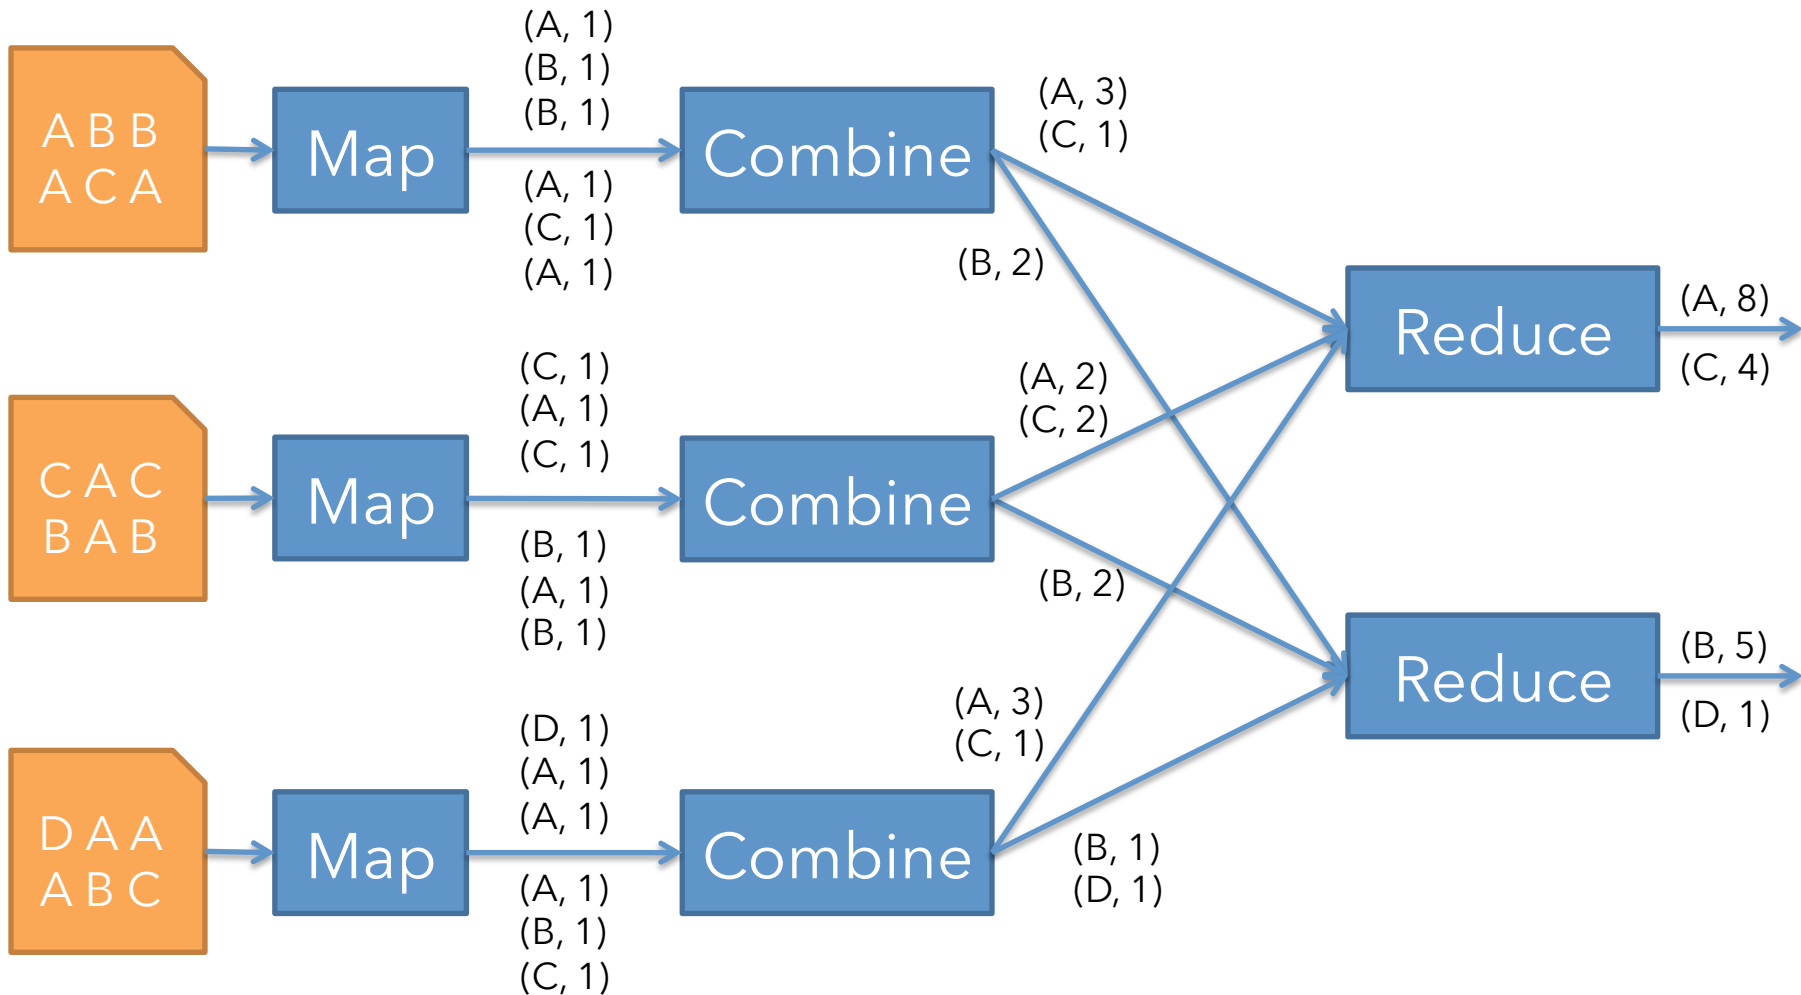 A B B
A C A
Map
(A, 1)
(B, 1)
(B, 1)
(A, 1)
(C, 1)
(A, 1)
Combine
(A, 3)
(C, 1)
(B, 2)
C A C
B A B
Map
(C, 1)
(A, 1)
(C, 1)
(B, 1)
(A, 1)
(B, 1)
Combine
(A, 2)
(C, 2)
(B, 2)
D A A
A B C
Map
(D, 1)
(A, 1)
(A, 1)
(A, 1)
(B, 1)
(C, 1)
Combine
(A, 3)
(C, 1)
(B, 1)
(D, 1)
Reduce
(A, 8)
(C, 4)
Reduce
(B, 5)
(D, 1)